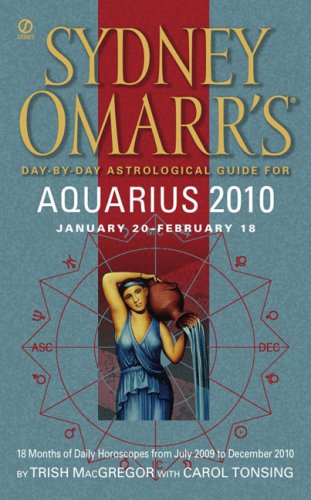 SIGNET
SYDNEY
OMARR'S®
DAY-BY-DAY ASTROLOGICAL GUIDE FOR
AQUARIUS 2010
JANUARY 20–FEBRUARY 18
ASC
DEC
18 Months of Daily Horoscopes from July 2009 to December 2010
BY TRISH MACGREGOR WITH CAROL TONSING